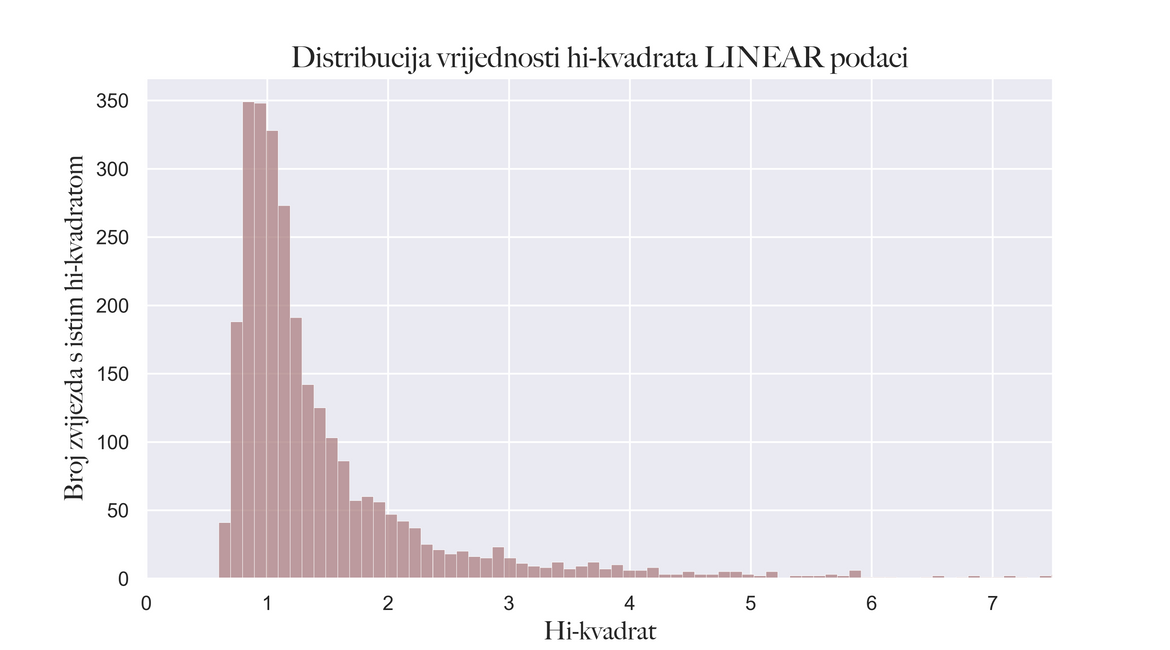 Distribucija vrijednosti hi-kvadrata LINEAR podaci
Broj zvijezda s istim hi-kvadratom
350
300
250
200
150
100
50
0
0 1 2 3 4 5 6 7
Hi-kvadrat